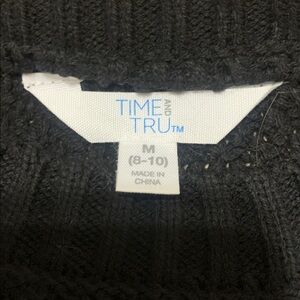 TIME AND
TRU™
M
(8-10)
MADE IN
CHINA